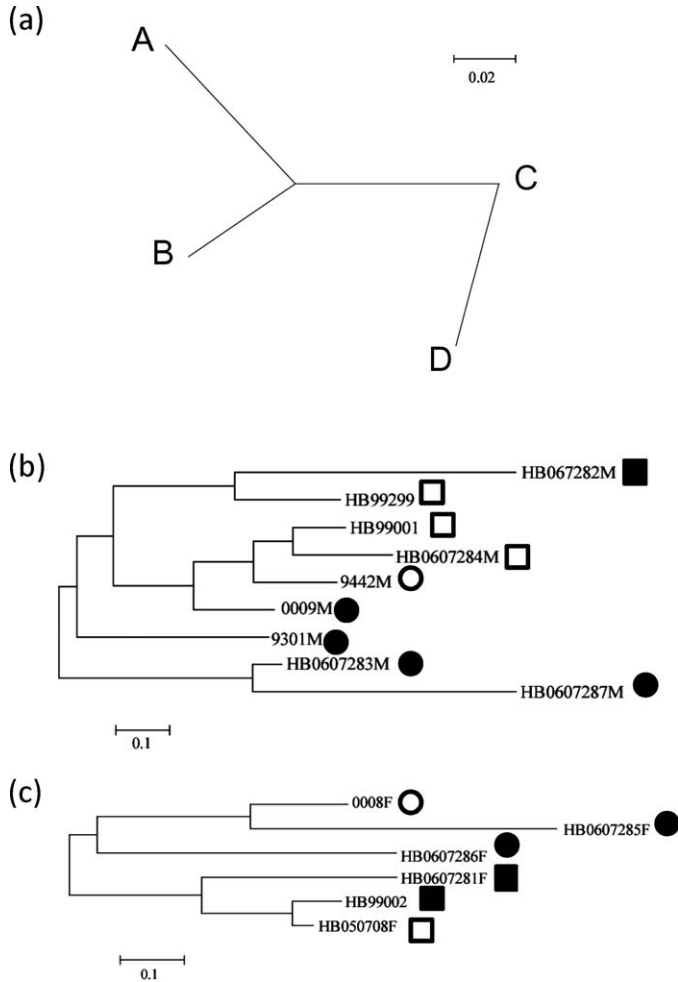 (a)
A
0.02
C
B
D
(b)
HB067282M
HB99299
HB99001
HB0607284M
9442M
0009M
9301M
HB0607283M
HB0607287M
0.1
(c)
0008F
HB0607285F
HB0607286F
HB0607281F
HB99002
HB050708F
0.1